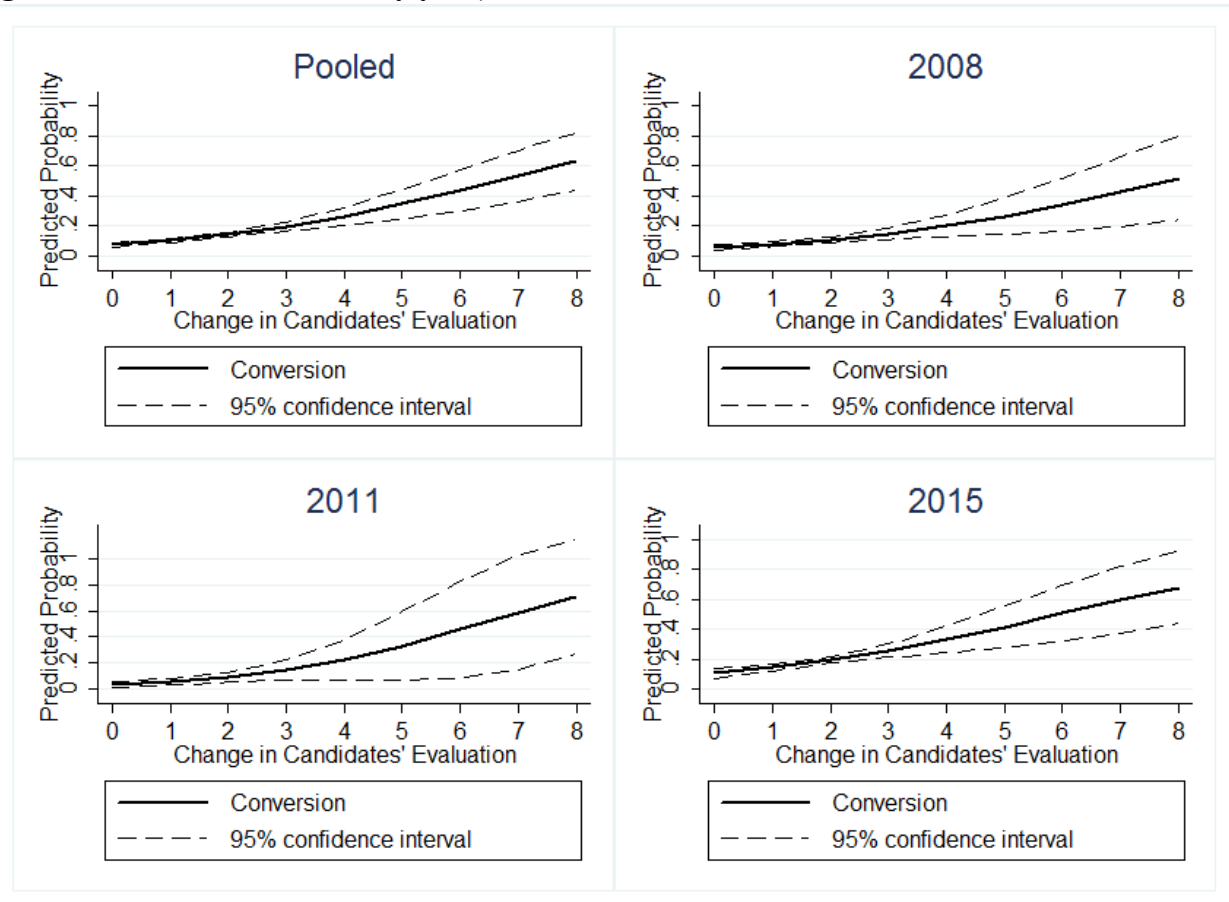 Pooled
Predicted Probability
0 .2 .4 .6 .8 1
0 1 2 3 4 5 6 7 8
Change in Candidates' Evaluation
Conversion
95% confidence interval
2008
Predicted Probability
0 .2 .4 .6 .8 1
0 1 2 3 4 5 6 7 8
Change in Candidates' Evaluation
Conversion
95% confidence interval
2011
Predicted Probability
0 .2 .4 .6 .8 1
0 1 2 3 4 5 6 7 8
Change in Candidates' Evaluation
Conversion
95% confidence interval
2015
Predicted Probability
0 .2 .4 .6 .8 1
0 1 2 3 4 5 6 7 8
Change in Candidates' Evaluation
Conversion
95% confidence interval